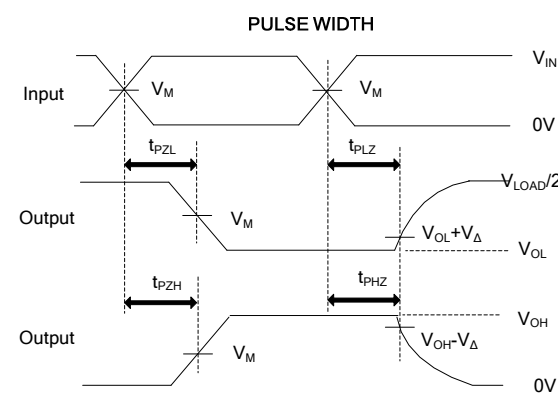 PULSE WIDTH
V_IN
Input
V_M
V_M
0V
t_PZL
t_PLZ
V_LOAD/2
Output
V_M
V_OL+V_Δ
V_OL
t_PZH
t_PHZ
V_OH
Output
V_M
V_OH-V_Δ
0V